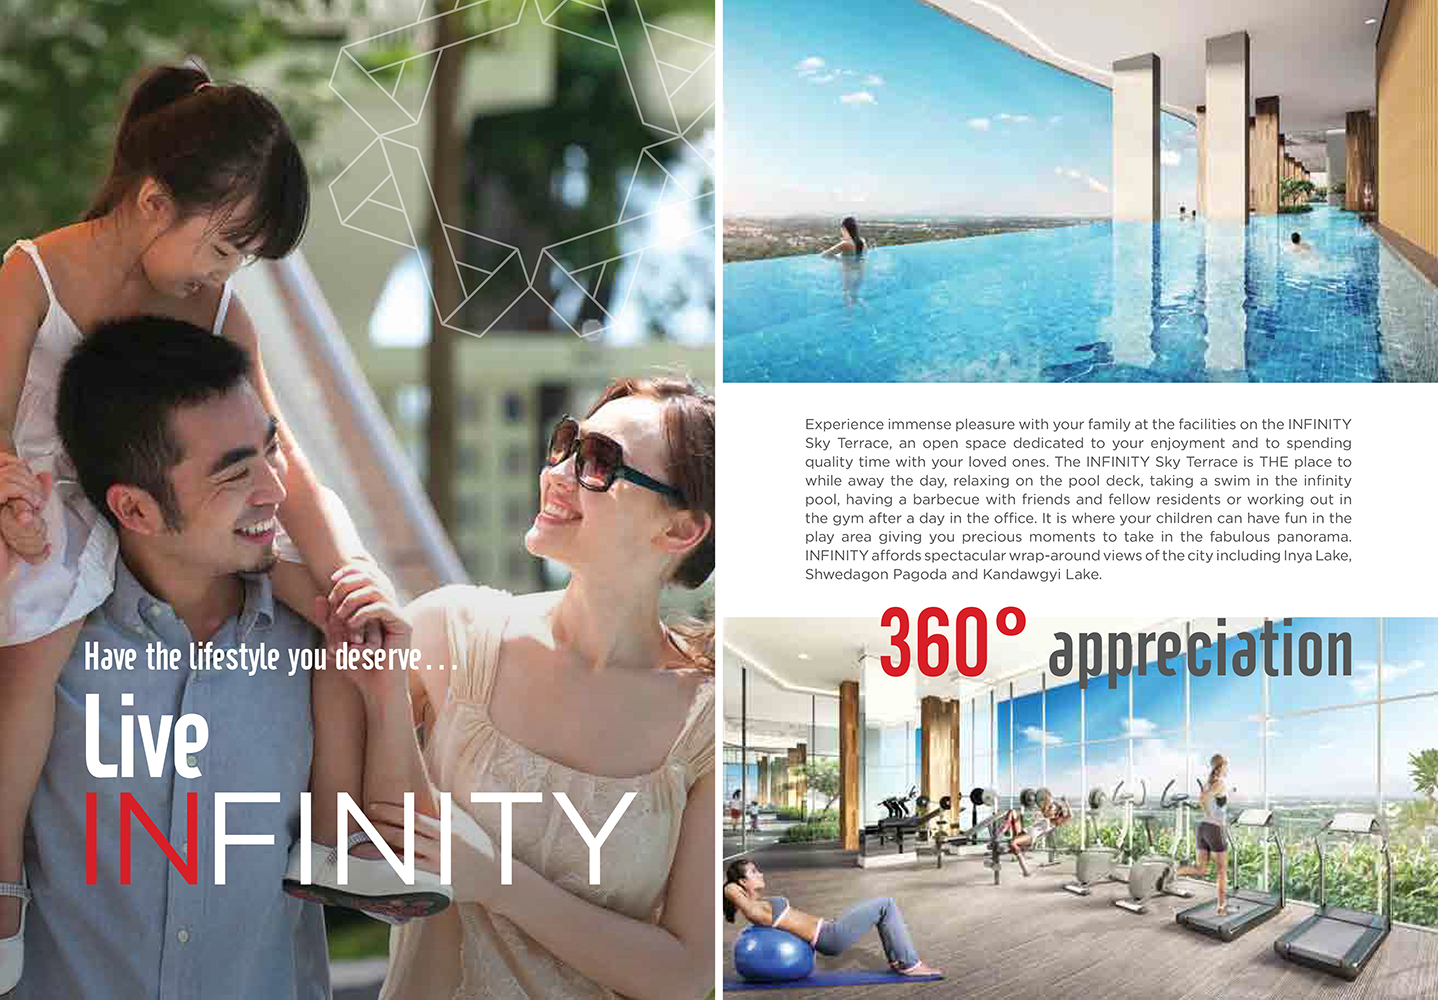 Have the lifestyle you deserve...
Live
INFINITY
Experience immense pleasure with your family at the facilities on the INFINITY
Sky Terrace, an open space dedicated to your enjoyment and to spending
quality time with your loved ones. The INFINITY Sky Terrace is THE place to
while away the day, relaxing on the pool deck, taking a swim in the infinity
pool, having a barbecue with friends and fellow residents or working out in
the gym after a day in the office. It is where your children can have fun in the
play area giving you precious moments to take in the fabulous panorama.
INFINITY affords spectacular wrap-around views of the city including Inya Lake,
Shwedagon Pagoda and Kandawgyi Lake.
360° appreciation